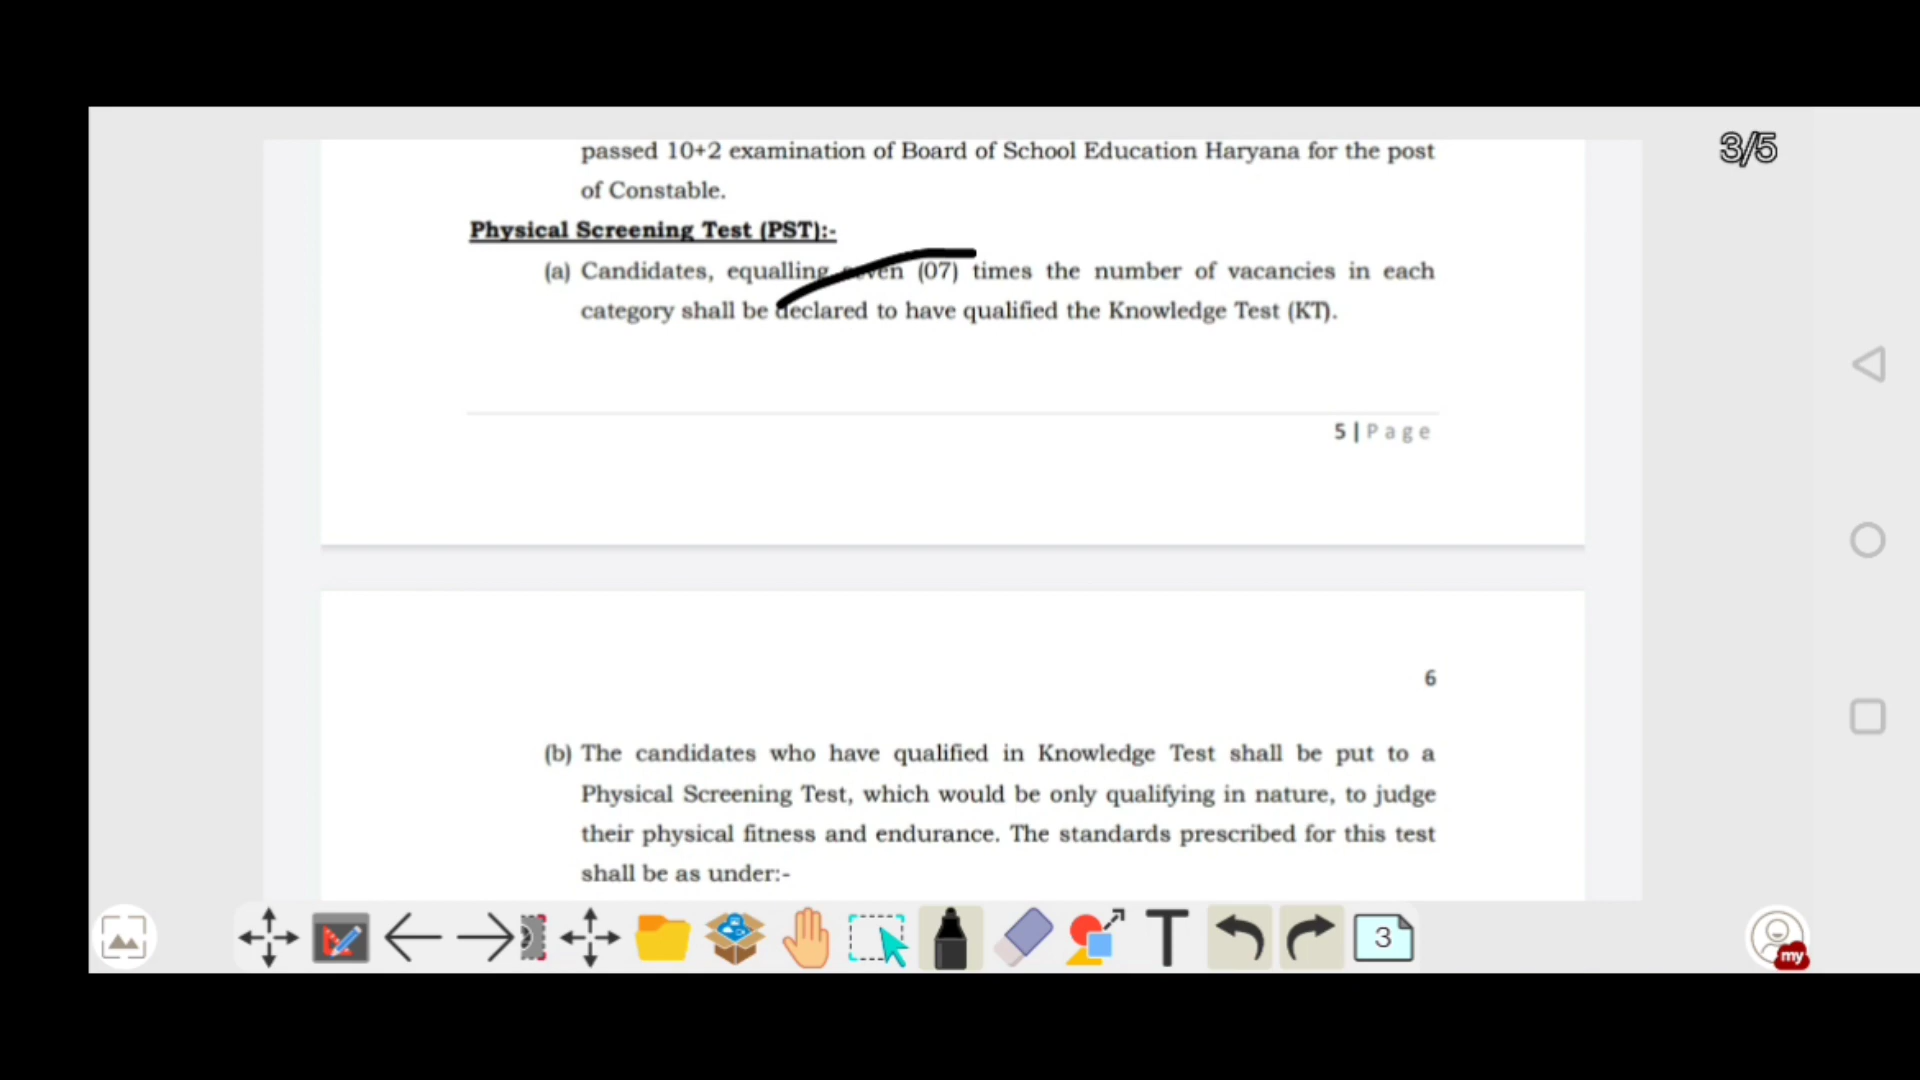 3/5
passed 10+2 examination of Board of School Education Haryana for the post
of Constable.
Physical Screening Test (PST):-
(a) Candidates, equalling seven (07) times the number of vacancies in each
category shall be declared to have qualified the Knowledge Test (KT).
5 | Page
6
(b) The candidates who have qualified in Knowledge Test shall be put to a
Physical Screening Test, which would be only qualifying in nature, to judge
their physical fitness and endurance. The standards prescribed for this test
shall be as under:-
T
3
my